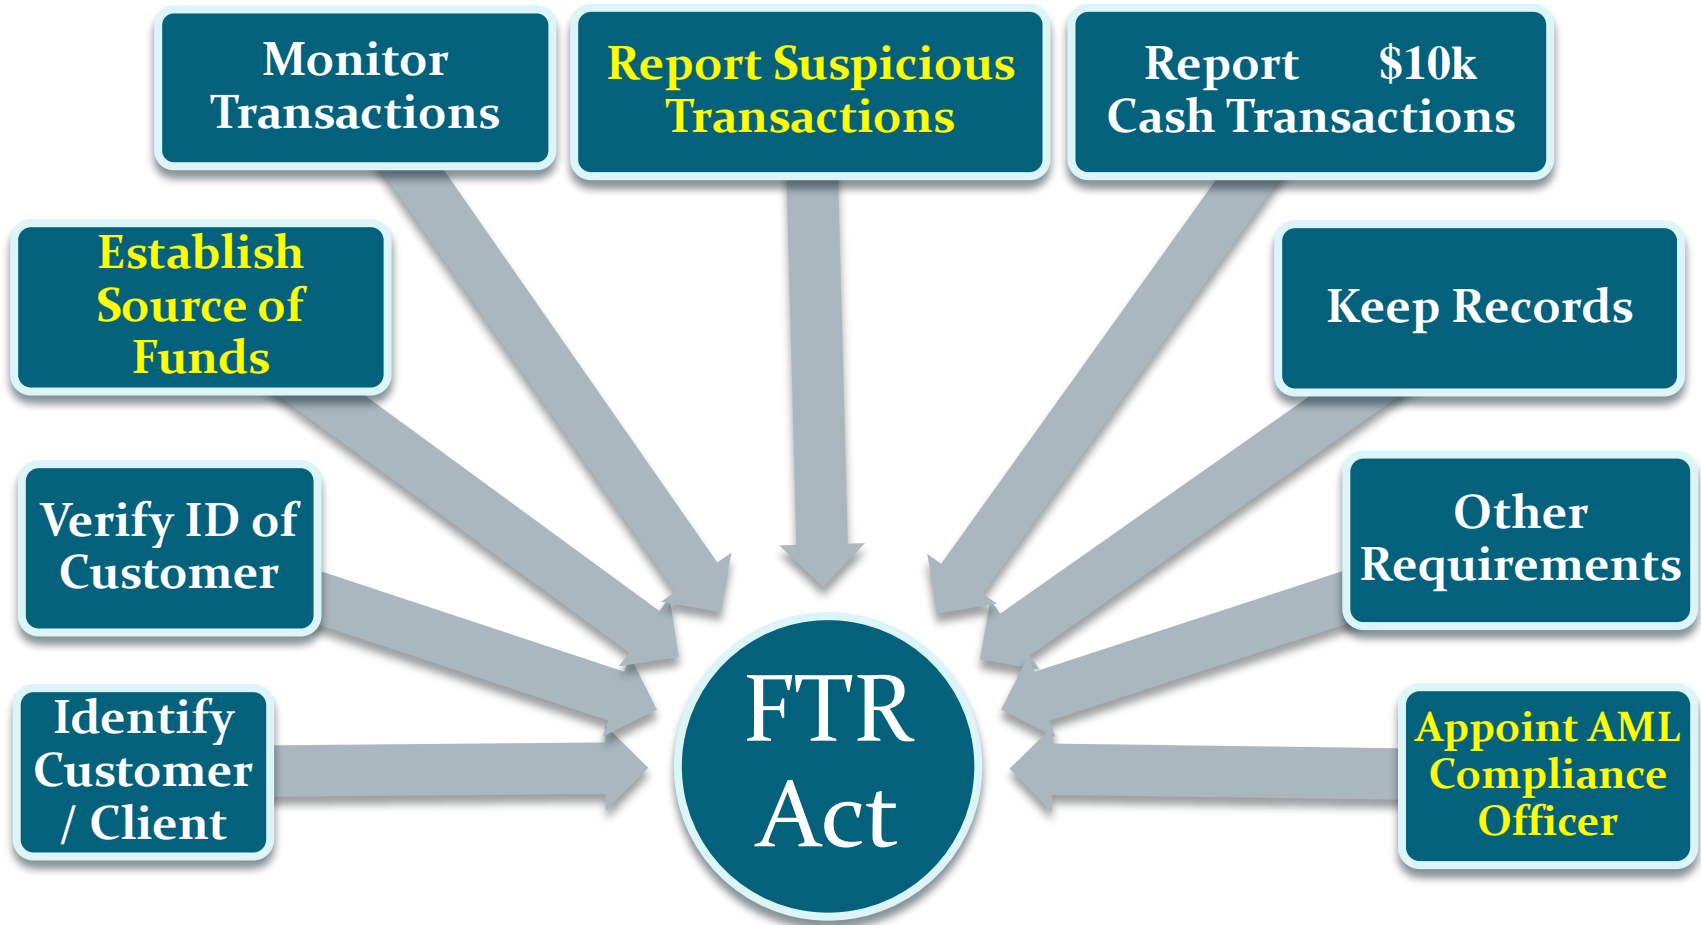 Monitor
Transactions
Report Suspicious
Transactions
Report $10k
Cash Transactions
Establish
Source of
Funds
Keep Records
Verify ID of
Customer
Other
Requirements
Identify
Customer
/ Client
FTR
Act
Appoint AML
Compliance
Officer